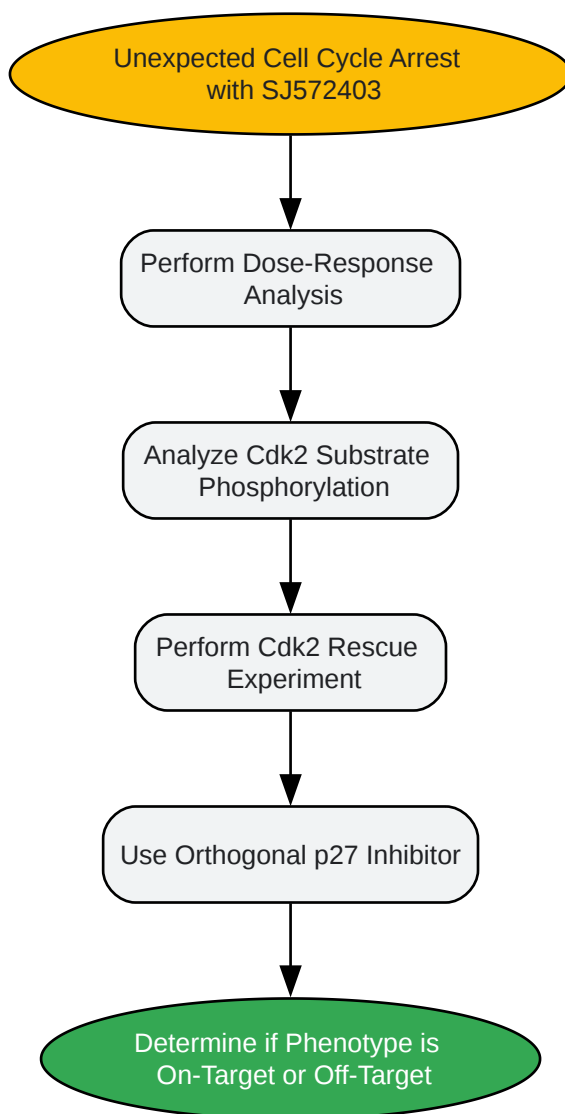 Unexpected Cell Cycle Arrest
with SJ572403
Perform Dose-Response
Analysis
Analyze Cdk2 Substrate
Phosphorylation
Perform Cdk2 Rescue
Experiment
Use Orthogonal p27 Inhibitor
Determine if Phenotype is
On-Target or Off-Target